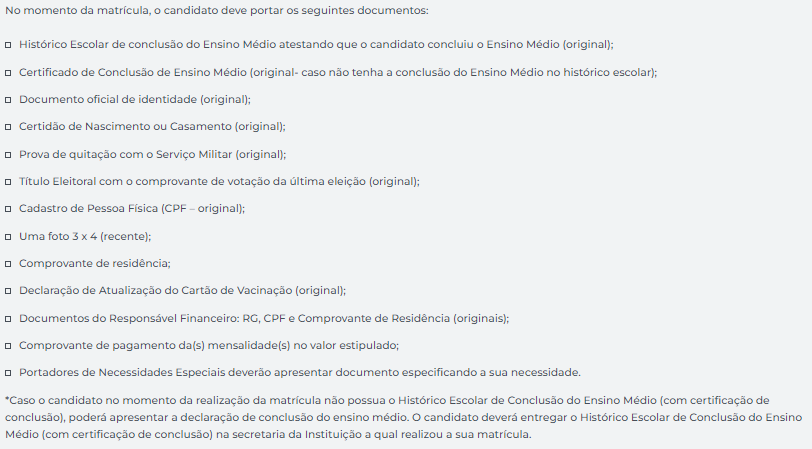 No momento da matrícula, o candidato deve portar os seguintes documentos:
Histórico Escolar de conclusão do Ensino Médio atestando que o candidato concluiu o Ensino Médio (original);
Certificado de Conclusão de Ensino Médio (original- caso não tenha a conclusão do Ensino Médio no histórico escolar);
Documento oficial de identidade (original);
Certidão de Nascimento ou Casamento (original);
Prova de quitação com o Serviço Militar (original);
Título Eleitoral com o comprovante de votação da última eleição (original);
Cadastro de Pessoa Física (CPF – original);
Uma foto 3 x 4 (recente);
Comprovante de residência;
Declaração de Atualização do Cartão de Vacinação (original);
Documentos do Responsável Financeiro: RG, CPF e Comprovante de Residência (originais);
Comprovante de pagamento da(s) mensalidade(s) no valor estipulado;
Portadores de Necessidades Especiais deverão apresentar documento especificando a sua necessidade.
*Caso o candidato no momento da realização da matrícula não possua o Histórico Escolar de Conclusão do Ensino Médio (com certificação de
conclusão), poderá apresentar a declaração de conclusão do ensino médio. O candidato deverá entregar o Histórico Escolar de Conclusão do Ensino
Médio (com certificação de conclusão) na secretaria da Instituição a qual realizou a sua matrícula.